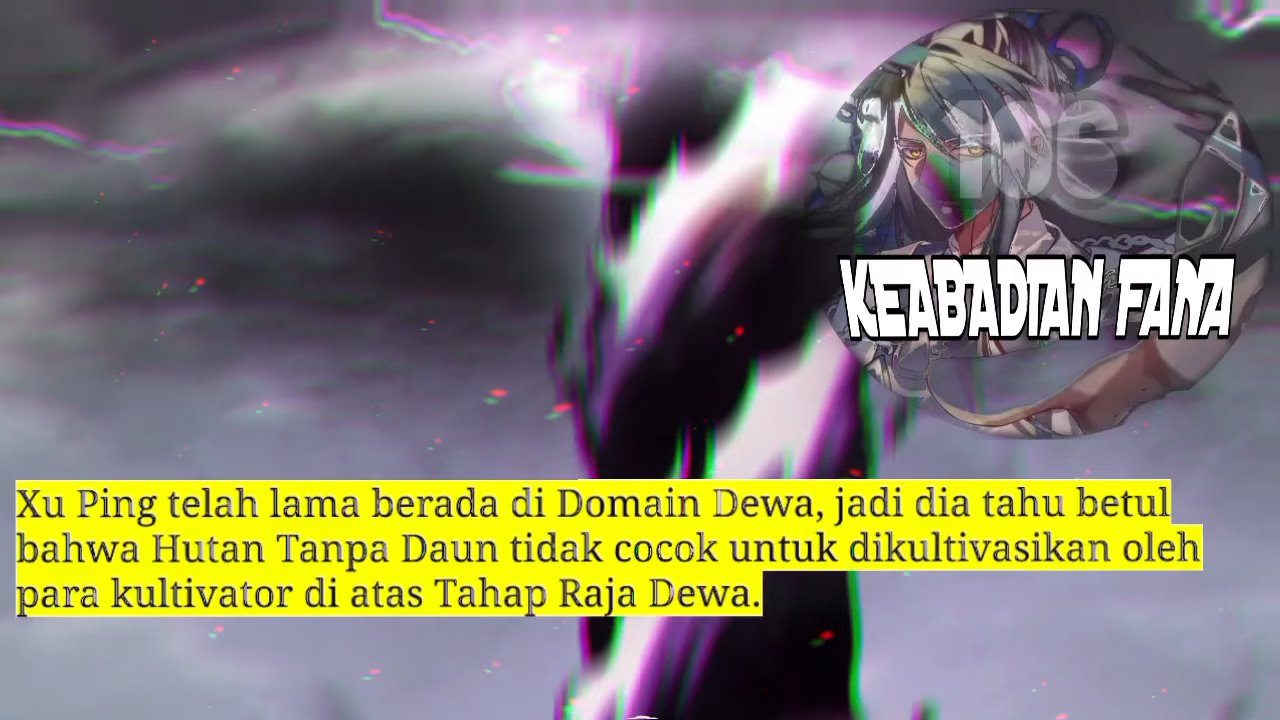 106
KEABADIAN FANA
Xu Ping telah lama berada di Domain Dewa, jadi dia tahu betul
bahwa Hutan Tanpa Daun tidak cocok untuk dikultivasikan oleh
para kultivator di atas Tahap Raja Dewa.